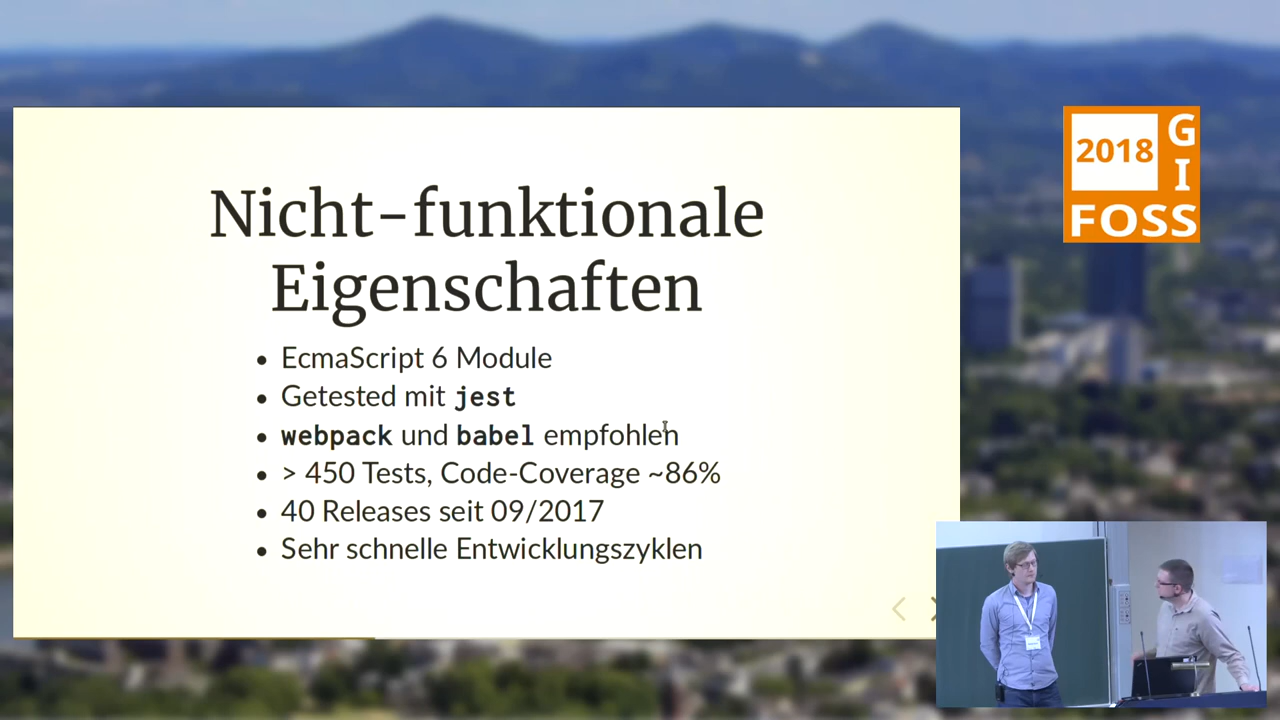 Nicht-funktionale
Eigenschaften
EcmaScript 6 Module
Getested mit jest
webpack und babel empfohlen
> 450 Tests, Code-Coverage ~86%
40 Releases seit 09/2017
Sehr schnelle Entwicklungszyklen
2018
G
I
FOSS